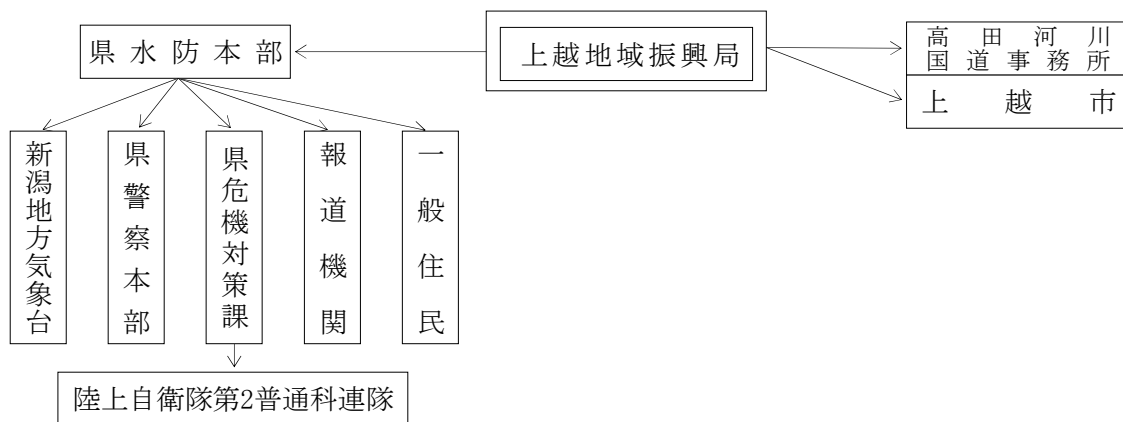 県水防本部
上越地域振興局
高田河川
国道事務所
上越市
新潟地方気象台
県警察本部
県危機対策課
報道機関
一般住民
陸上自衛隊第2普通科連隊